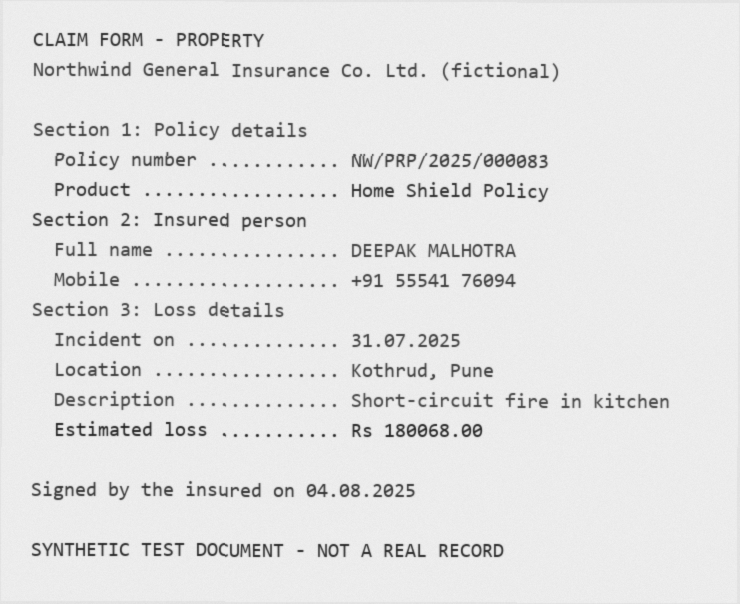 CLAIM FORM - PROPERTY
Northwind General Insurance Co. Ltd. (fictional)
Section 1: Policy details
Policy number ............ NW/PRP/2025/000083
Product .................. Home Shield Policy
Section 2: Insured person
Full name ................ DEEPAK MALHOTRA
Mobile ................... +91 55541 76094
Section 3: Loss details
Incident on .............. 31.07.2025
Location ................. Kothrud, Pune
Description .............. Short-circuit fire in kitchen
Estimated loss ........... Rs 180068.00
Signed by the insured on 04.08.2025
SYNTHETIC TEST DOCUMENT - NOT A REAL RECORD